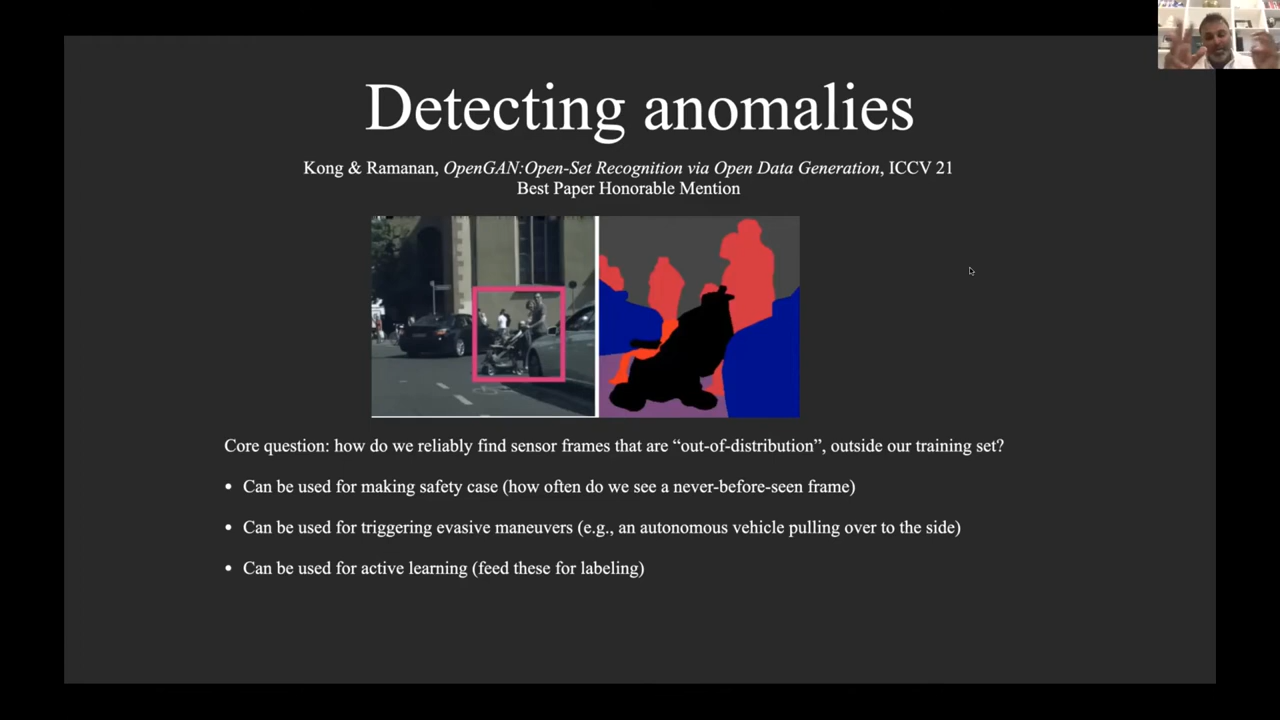 Detecting anomalies
Kong & Ramanan, OpenGAN:Open-Set Recognition via Open Data Generation, ICCV 21
Best Paper Honorable Mention
Core question: how do we reliably find sensor frames that are “out-of-distribution”, outside our training set?
• Can be used for making safety case (how often do we see a never-before-seen frame)
• Can be used for triggering evasive maneuvers (e.g., an autonomous vehicle pulling over to the side)
• Can be used for active learning (feed these for labeling)